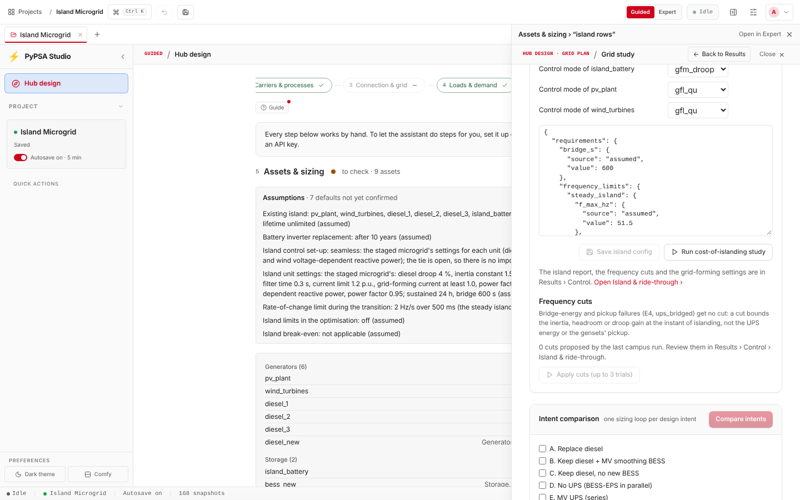 Projects / Island Microgrid Ctrl K Guided Expert Idle A
Island Microgrid
Assets & sizing › "island rows" Open in Expert
PyPSA Studio
GUIDED / Hub design
HUB DESIGN · GRID PLAN / Grid study Back to Results Close
Hub design
PROJECT
Island Microgrid
Saved
Autosave on · 5 min
QUICK ACTIONS
PREFERENCES
Dark theme Comfy
Carriers & processes 3 Connection & grid 4 Loads & demand
Guide
Every step below works by hand. To let the assistant do steps for you, set it up
an API key.
5 Assets & sizing to check · 9 assets
Assumptions · 7 defaults not yet confirmed
Existing island: pv_plant, wind_turbines, diesel_1, diesel_2, diesel_3, island_batter
lifetime unlimited (assumed)
Battery inverter replacement: after 10 years (assumed)
Island control set-up: seamless: the staged microgrid's settings for each unit (di
and wind voltage-dependent reactive power); the tie is open, so there is no impo
Island unit settings: the staged microgrid's: diesel droop 4 %, inertia constant 1.5
filter time 0.3 s, current limit 1.2 p.u., grid-forming current at least 1.0, power fac
dependent reactive power, power factor 0.95; sustained 24 h, bridge 600 s (ass
Rate-of-change limit during the transition: 2 Hz/s over 500 ms (the steady islan
Island limits in the optimisation: off (assumed)
Island break-even: not applicable (assumed)
Generators (6)
pv_plant
wind_turbines
diesel_1
diesel_2
diesel_3
diesel_new Generato
Storage (2)
island_battery
bess_new Storage.
Control mode of island_battery gfm_droop
Control mode of pv_plant gfl_qu
Control mode of wind_turbines gfl_qu
{
"requirements": {
"bridge_s": {
"source": "assumed",
"value": 600
},
"frequency_limits": {
"steady_island": {
"f_max_hz": {
"source": "assumed",
"value": 51.5
},
Save island config Run cost-of-islanding study
The island report, the frequency cuts and the grid-forming settings are in
Results › Control. Open Island & ride-through ›
Frequency cuts
Bridge-energy and pickup failures (E4, ups_bridged) get no cut: a cut bounds
the inertia, headroom or droop gain at the instant of islanding, not the UPS
energy or the gensets' pickup.
0 cuts proposed by the last campaign run. Review them in Results › Control ›
Island & ride-through.
Apply cuts (up to 3 trials)
Intent comparison one sizing loop per design intent Compare intents
A. Replace diesel
B. Keep diesel + MV smoothing BESS
C. Keep diesel, no new BESS
D. No UPS (BESS-EPS in parallel)
E. MV UPS (series)
Idle Island Microgrid Autosave on 168 snapshots